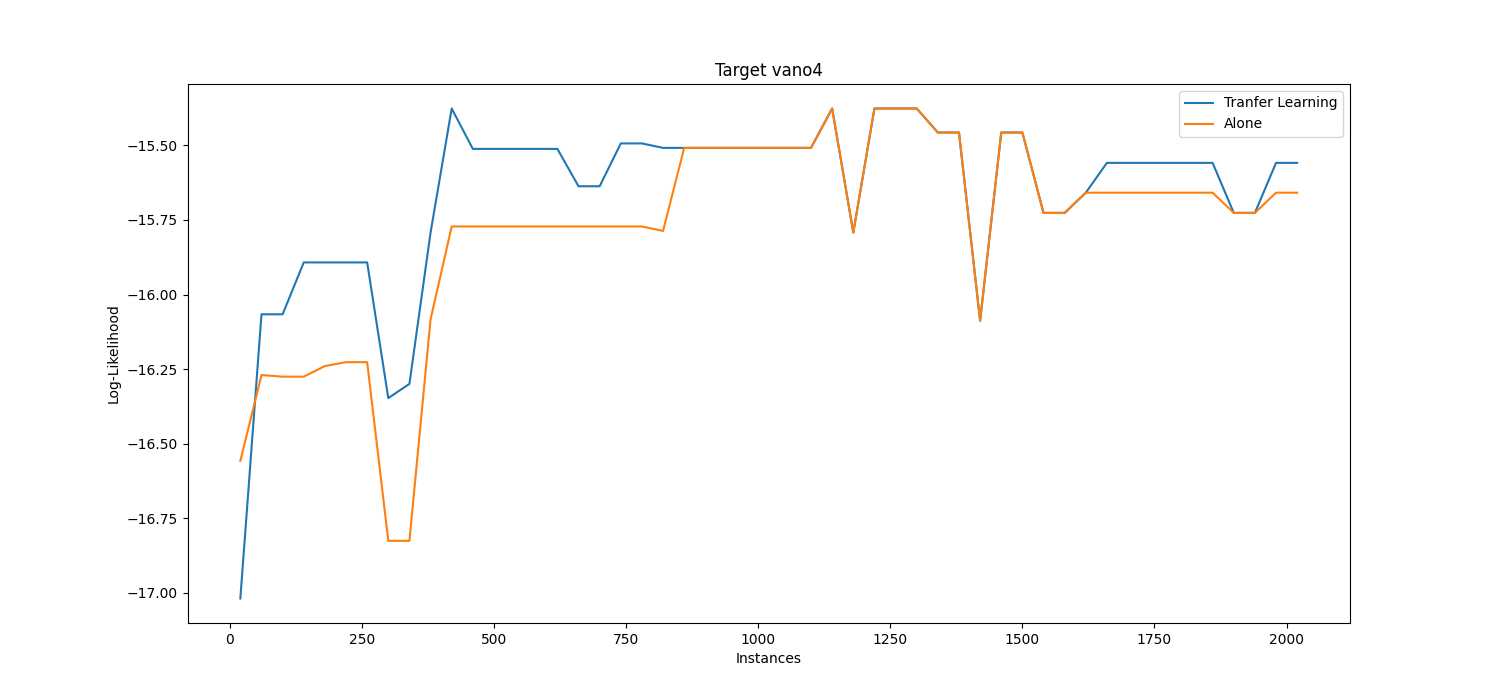 Target vano4
Tranfer Learning
Alone
Log-Likelihood
−15.50
−15.75
−16.00
−16.25
−16.50
−16.75
−17.00
0 250 500 750 1000 1250 1500 1750 2000
Instances